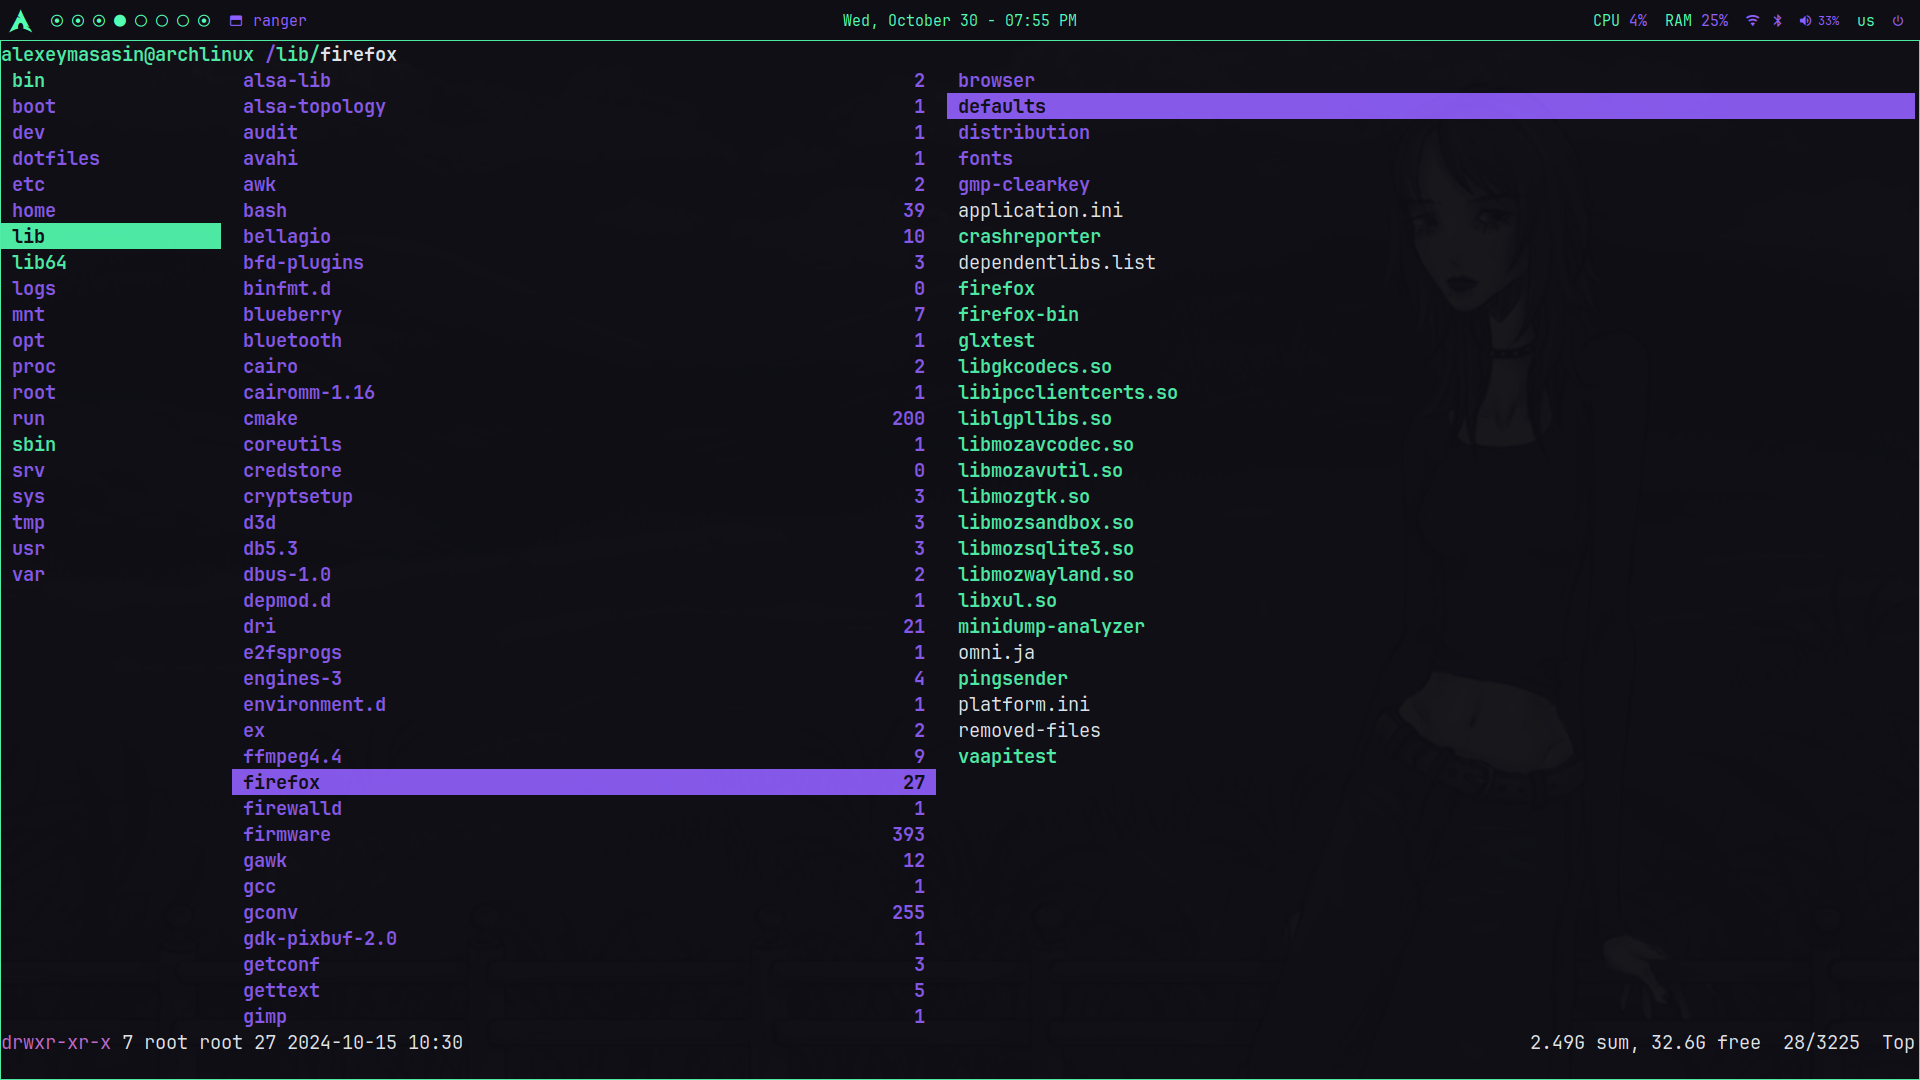 ranger Wed, October 30 - 07:55 PM CPU 4% RAM 25% 33% us
alexeymasasin@archlinux /lib/firefox
bin alsa-lib 2 browser
boot alsa-topology 1 defaults
dev audit 1 distribution
dotfiles avahi 1 fonts
etc awk 2 gmp-clearkey
home bash 39 application.ini
lib bellagio 10 crashreporter
lib64 bfd-plugins 3 dependentlibs.list
logs binfmt.d 0 firefox
mnt blueberry 7 firefox-bin
opt bluetooth 1 glxtest
proc cairo 2 libgkcodecs.so
root cairomm-1.16 1 libipcclientcerts.so
run cmake 200 liblgpllibs.so
sbin coreutils 1 libmozavcodec.so
srv credstore 0 libmozavutil.so
sys cryptsetup 3 libmozgtk.so
tmp d3d 3 libmozsandbox.so
usr db5.3 3 libmozsqlite3.so
var dbus-1.0 2 libmozwayland.so
depmod.d 1 libxul.so
dri 21 minidump-analyzer
e2fsprogs 1 omni.ja
engines-3 4 pingsender
environment.d 1 platform.ini
ex 2 removed-files
ffmpeg4.4 9 vaapitest
firefox 27
firewalld 1
firmware 393
gawk 12
gcc 1
gconv 255
gdk-pixbuf-2.0 1
getconf 3
gettext 5
gimp 1
drwxr-xr-x 7 root root 27 2024-10-15 10:30 2.49G sum, 32.6G free 28/3225 Top